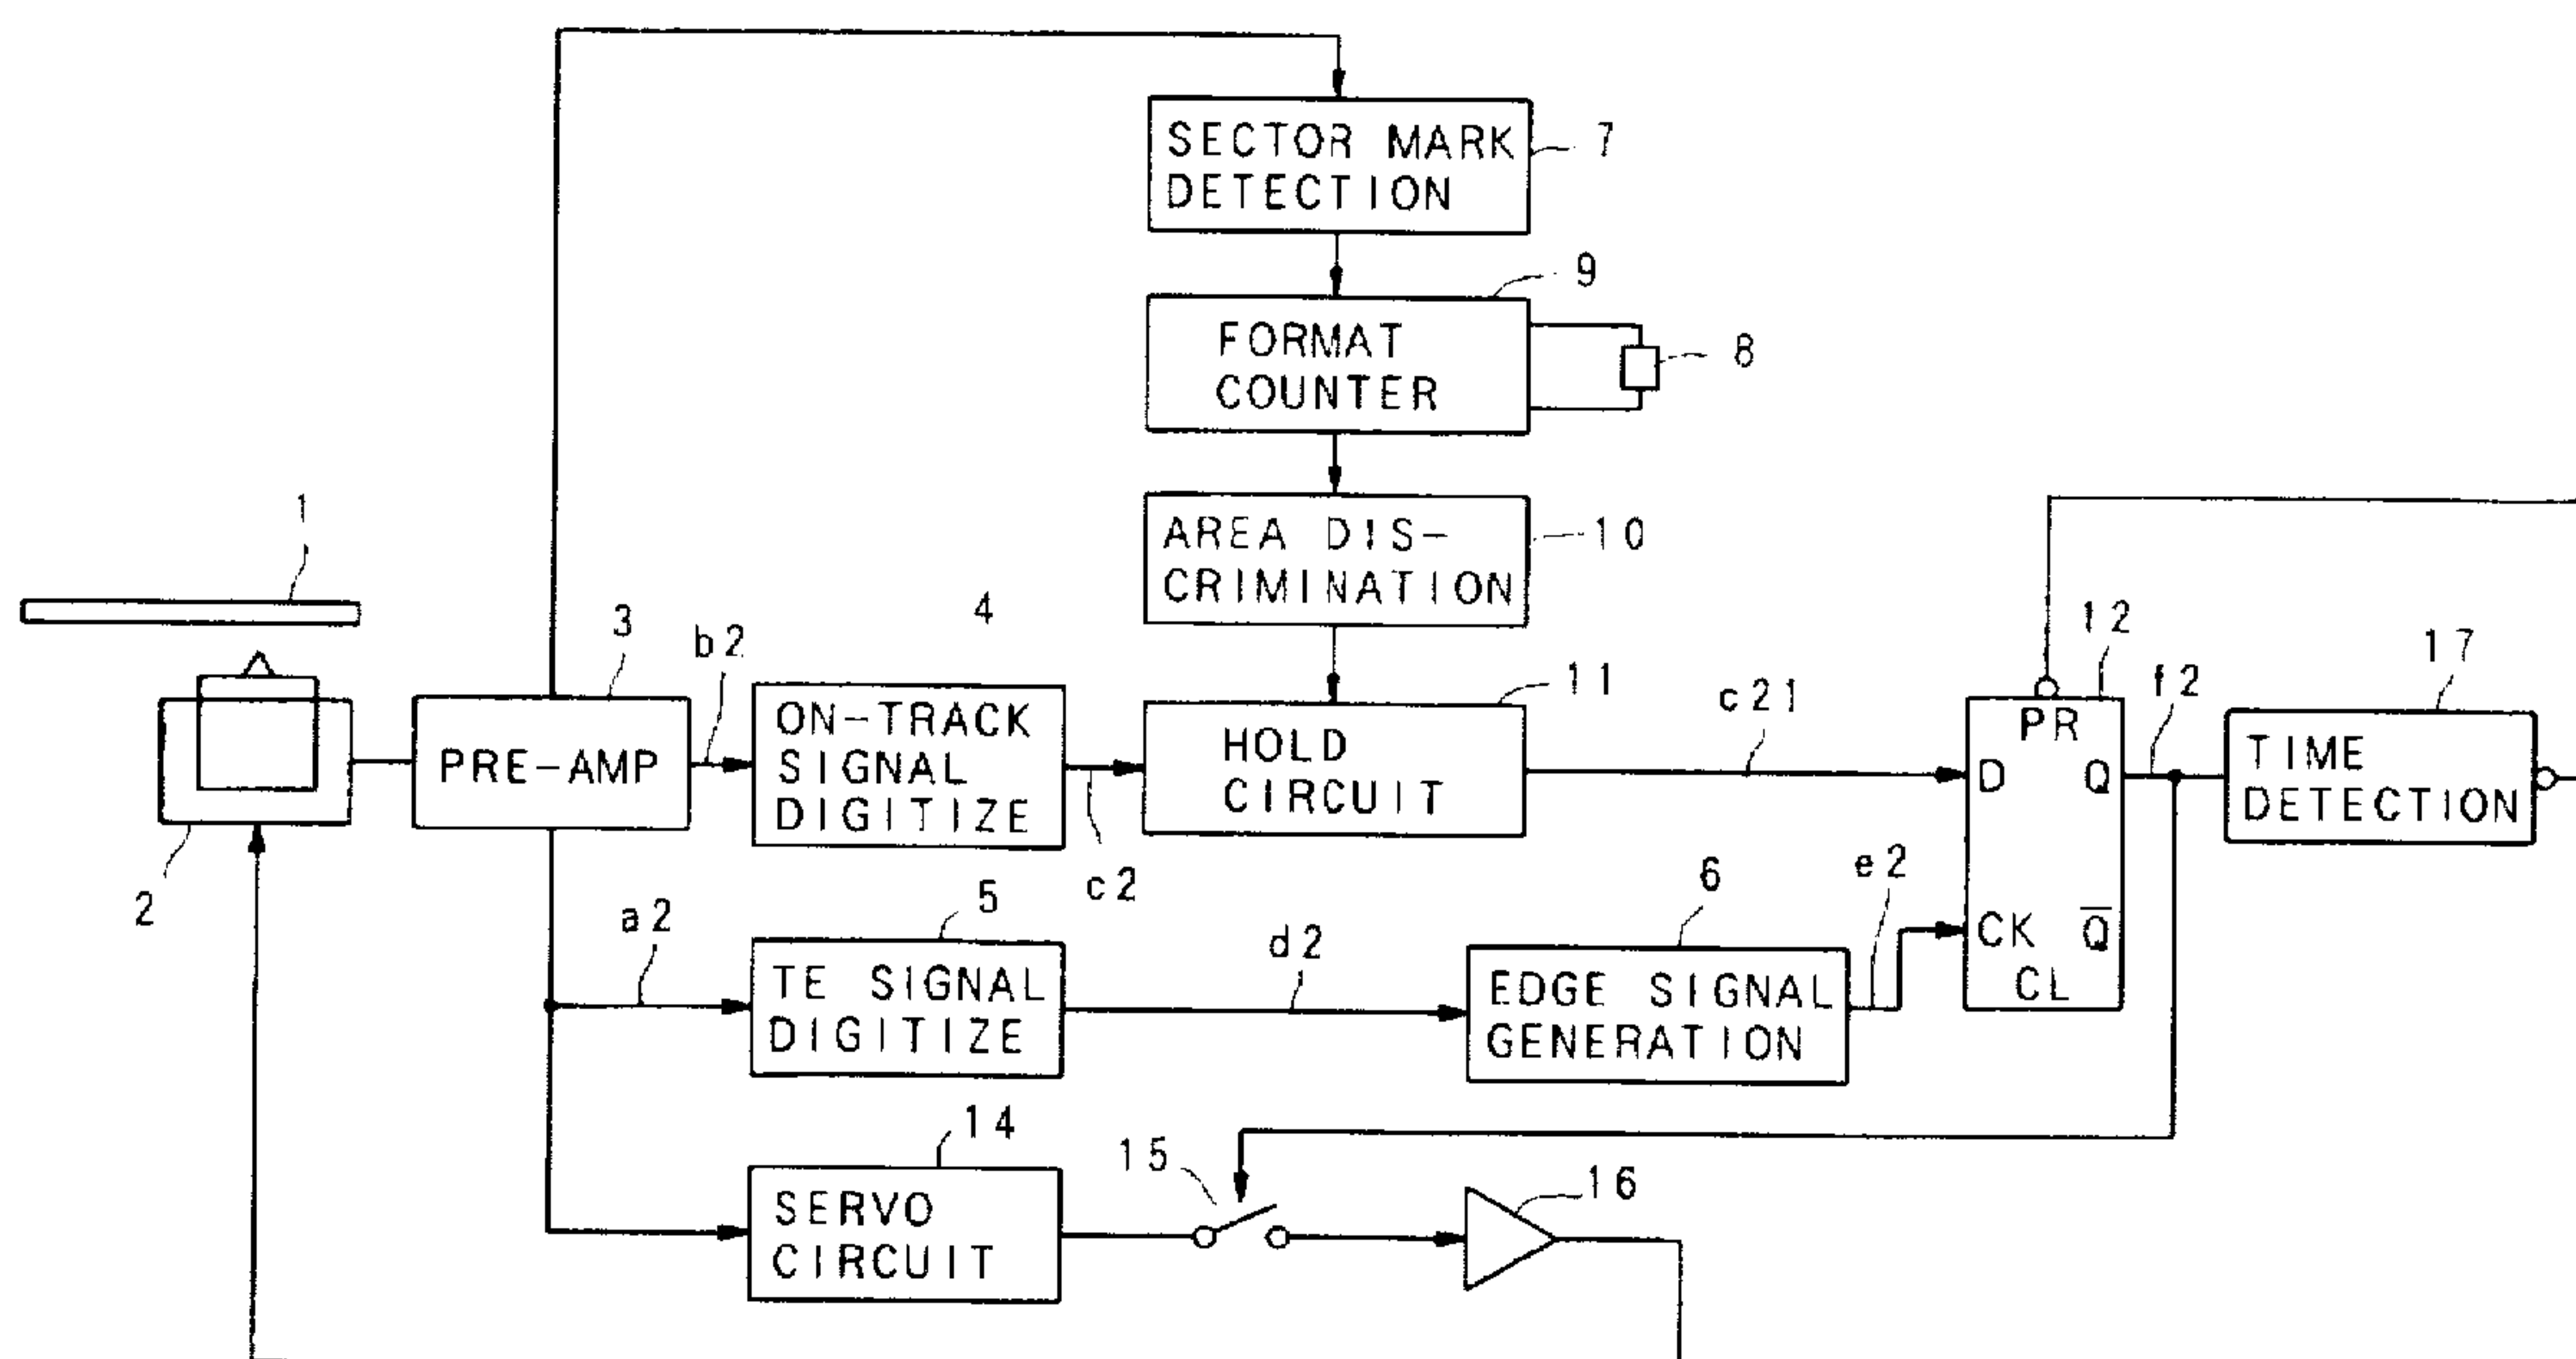 SECTOR MARK
DETECTION
7
9
FORMAT
COUNTER
8
AREA DIS-
CRIMINATION
10
1
2
3
PRE-AMP
b2
4
ON-TRACK
SIGNAL
DIGITIZE
c2
11
HOLD
CIRCUIT
c21
12
PR
D
Q
CK
Q̅
CL
f2
17
TIME
DETECTION
a2
5
TE SIGNAL
DIGITIZE
d2
6
EDGE SIGNAL
GENERATION
e2
14
SERVO
CIRCUIT
15
16